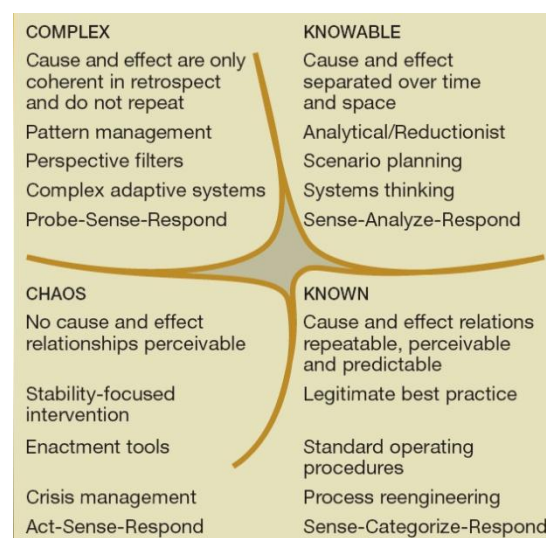 COMPLEX
Cause and effect are only
coherent in retrospect
and do not repeat
Pattern management
Perspective filters
Complex adaptive systems
Probe-Sense-Respond
KNOWABLE
Cause and effect
separated over time
and space
Analytical/Reductionist
Scenario planning
Systems thinking
Sense-Analyze-Respond
CHAOS
No cause and effect
relationships perceivable
Stability-focused
intervention
Enactment tools
Crisis management
Act-Sense-Respond
KNOWN
Cause and effect relations
repeatable, perceivable
and predictable
Legitimate best practice
Standard operating
procedures
Process reengineering
Sense-Categorize-Respond